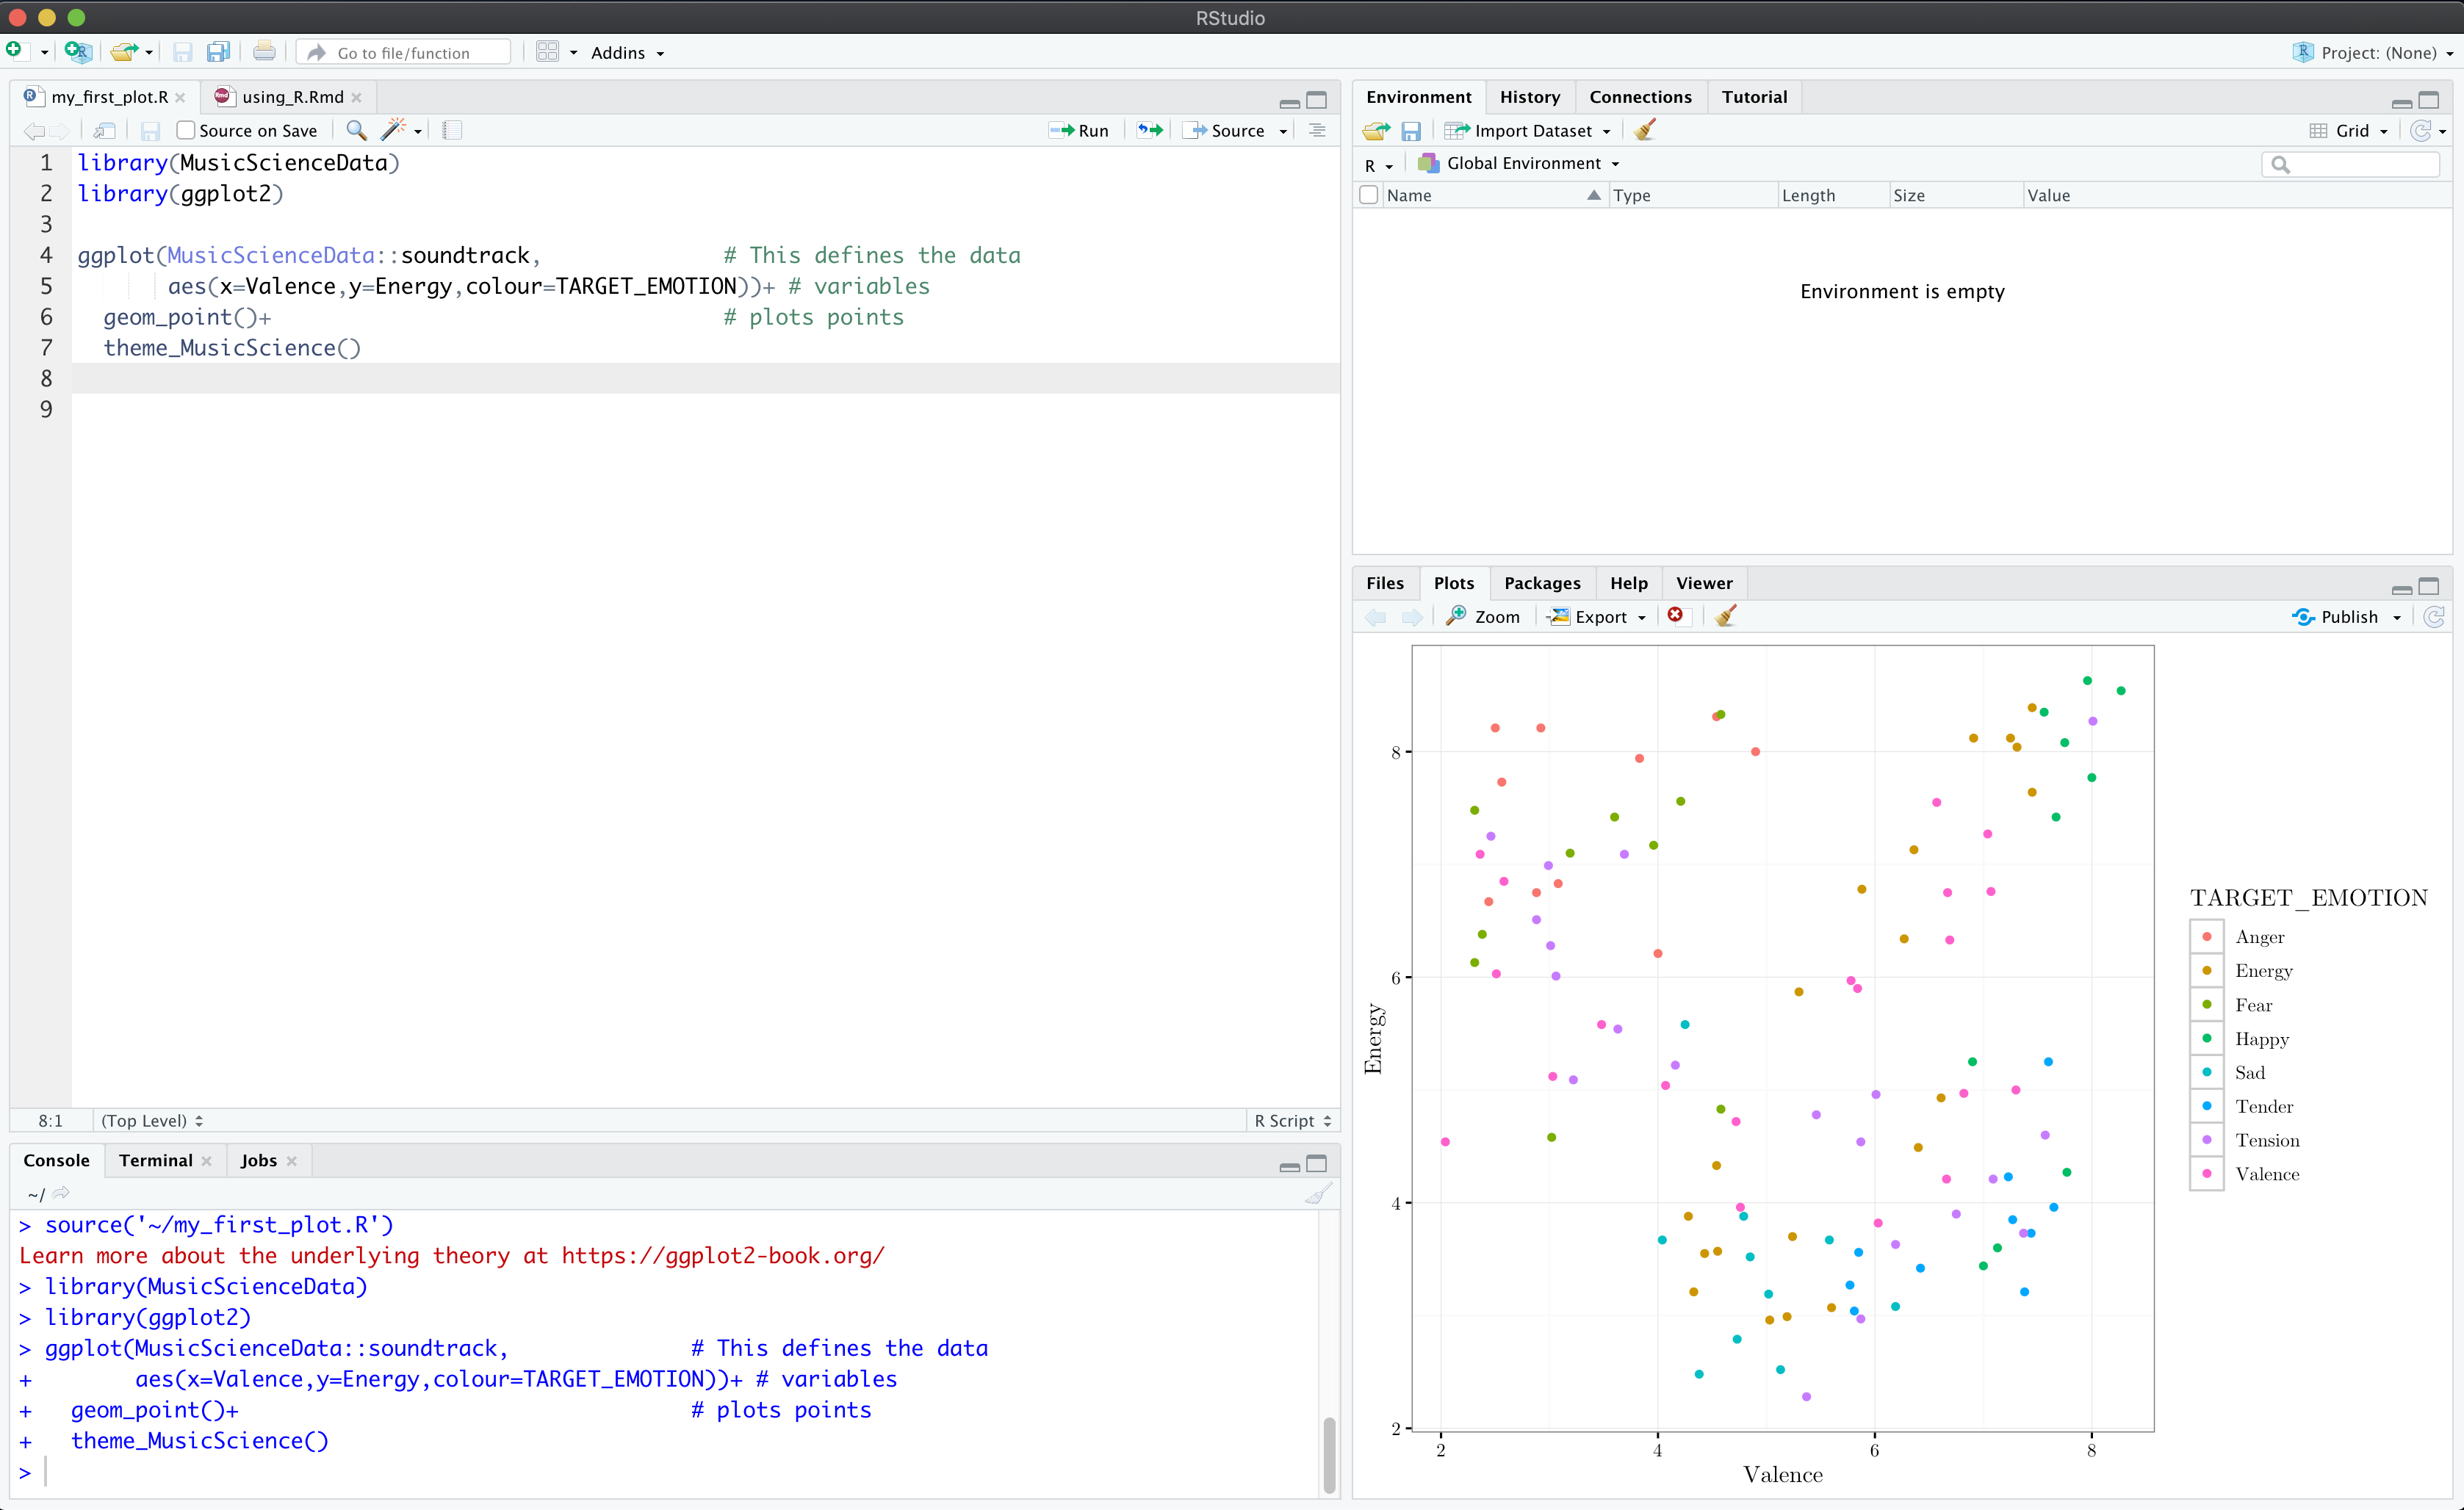 RStudio
Go to file/function
Addins
Project: (None)
my_first_plot.R
using_R.Rmd
Source on Save
Run
Source
1 library(MusicScienceData)
2 library(ggplot2)
3
4 ggplot(MusicScienceData::soundtrack, # This defines the data
5 aes(x=Valence,y=Energy,colour=TARGET_EMOTION))+ # variables
6 geom_point()+ # plots points
7 theme_MusicScience()
8
9
8:1 (Top Level) R Script
Console Terminal Jobs
~/
> source('~/my_first_plot.R')
Learn more about the underlying theory at https://ggplot2-book.org/
> library(MusicScienceData)
> library(ggplot2)
> ggplot(MusicScienceData::soundtrack, # This defines the data
+ aes(x=Valence,y=Energy,colour=TARGET_EMOTION))+ # variables
+ geom_point()+ # plots points
+ theme_MusicScience()
>
Environment History Connections Tutorial
Import Dataset
Grid
R Global Environment
Name Type Length Size Value
Environment is empty
Files Plots Packages Help Viewer
Zoom Export Publish
8
6
4
2
Energy
2 4 6 8
Valence
TARGET_EMOTION
Anger
Energy
Fear
Happy
Sad
Tender
Tension
Valence